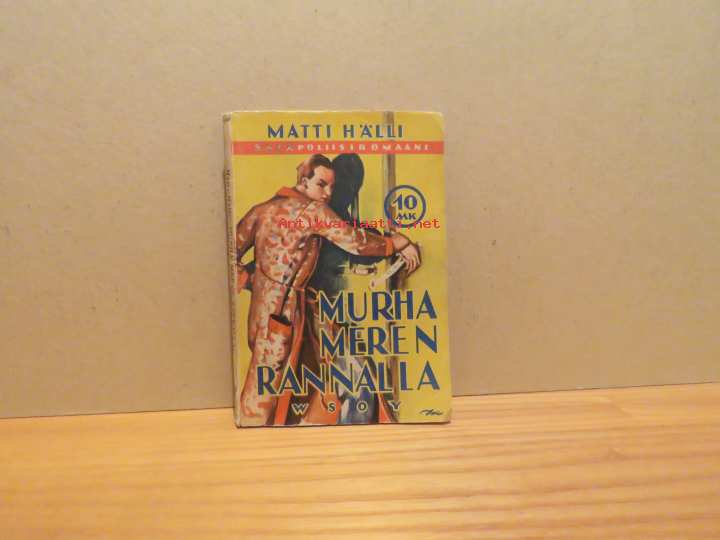 MATTI HÄLLI
SALAPOLIISIROMAANI
10
MK
Antikvariaatti.net
MURHA
MEREN
RANNALLA
WSOY